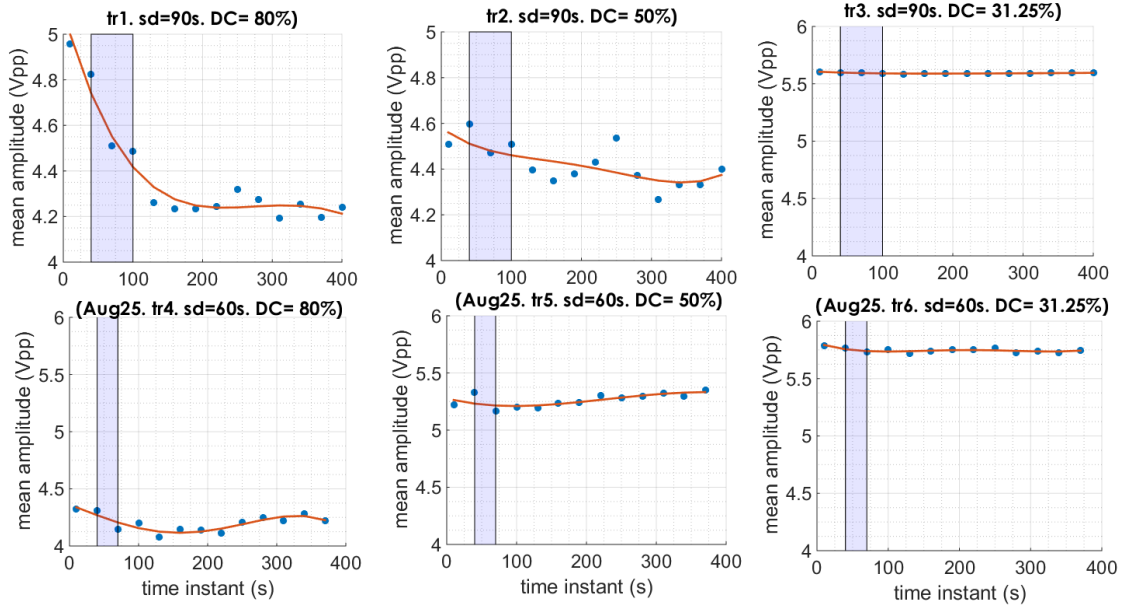 tr1. sd=90s. DC= 80%)
tr2. sd=90s. DC= 50%)
tr3. sd=90s. DC= 31.25%)
mean amplitude (Vpp)
5
4.8
4.6
4.4
4.2
4
0 100 200 300 400
mean amplitude (Vpp)
5
4.8
4.6
4.4
4.2
4
0 100 200 300 400
mean amplitude (Vpp)
6
5.5
5
4.5
4
0 100 200 300 400
(Aug25. tr4. sd=60s. DC= 80%)
(Aug25. tr5. sd=60s. DC= 50%)
(Aug25. tr6. sd=60s. DC= 31.25%)
mean amplitude (Vpp)
6
5.5
5
4.5
4
0 100 200 300 400
time instant (s)
mean amplitude (Vpp)
6
5.5
5
4.5
4
0 100 200 300 400
time instant (s)
mean amplitude (Vpp)
6
5.5
5
4.5
4
0 100 200 300 400
time instant (s)